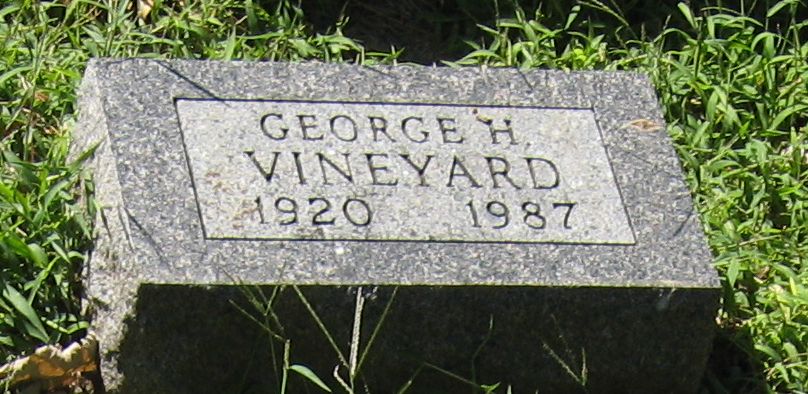 GEORGE H.
VINEYARD
1920 1987